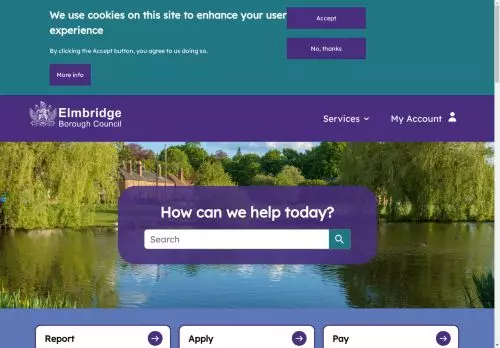 We use cookies on this site to enhance your user
experience
By clicking the Accept button, you agree to us doing so.
More info
Accept
No, thanks
Elmbridge
Borough Council
Services
My Account
How can we help today?
Search
Report
Apply
Pay